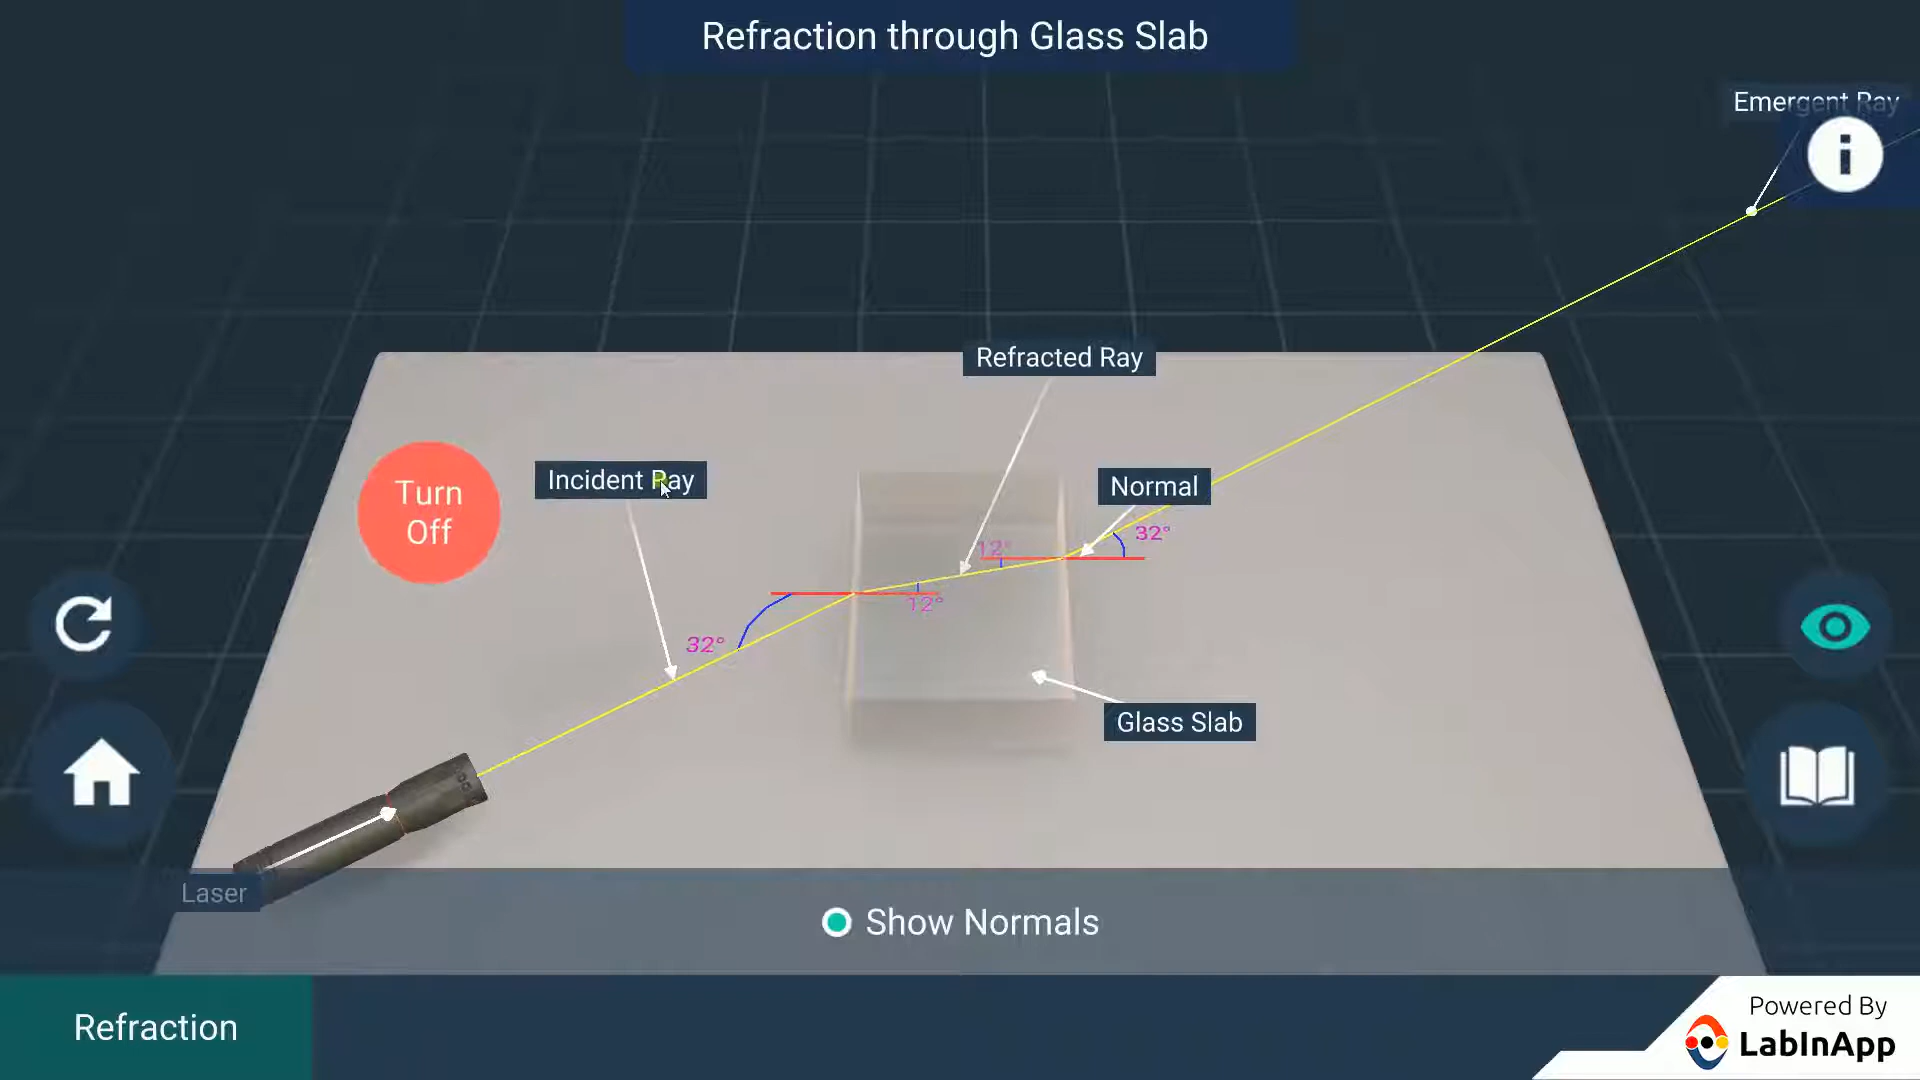 Refraction through Glass Slab
Emergent Ray
Refracted Ray
Incident Ray
Normal
Turn
Off
32°
12°
12°
32°
Glass Slab
Laser
Show Normals
Refraction
Powered By
LabInApp